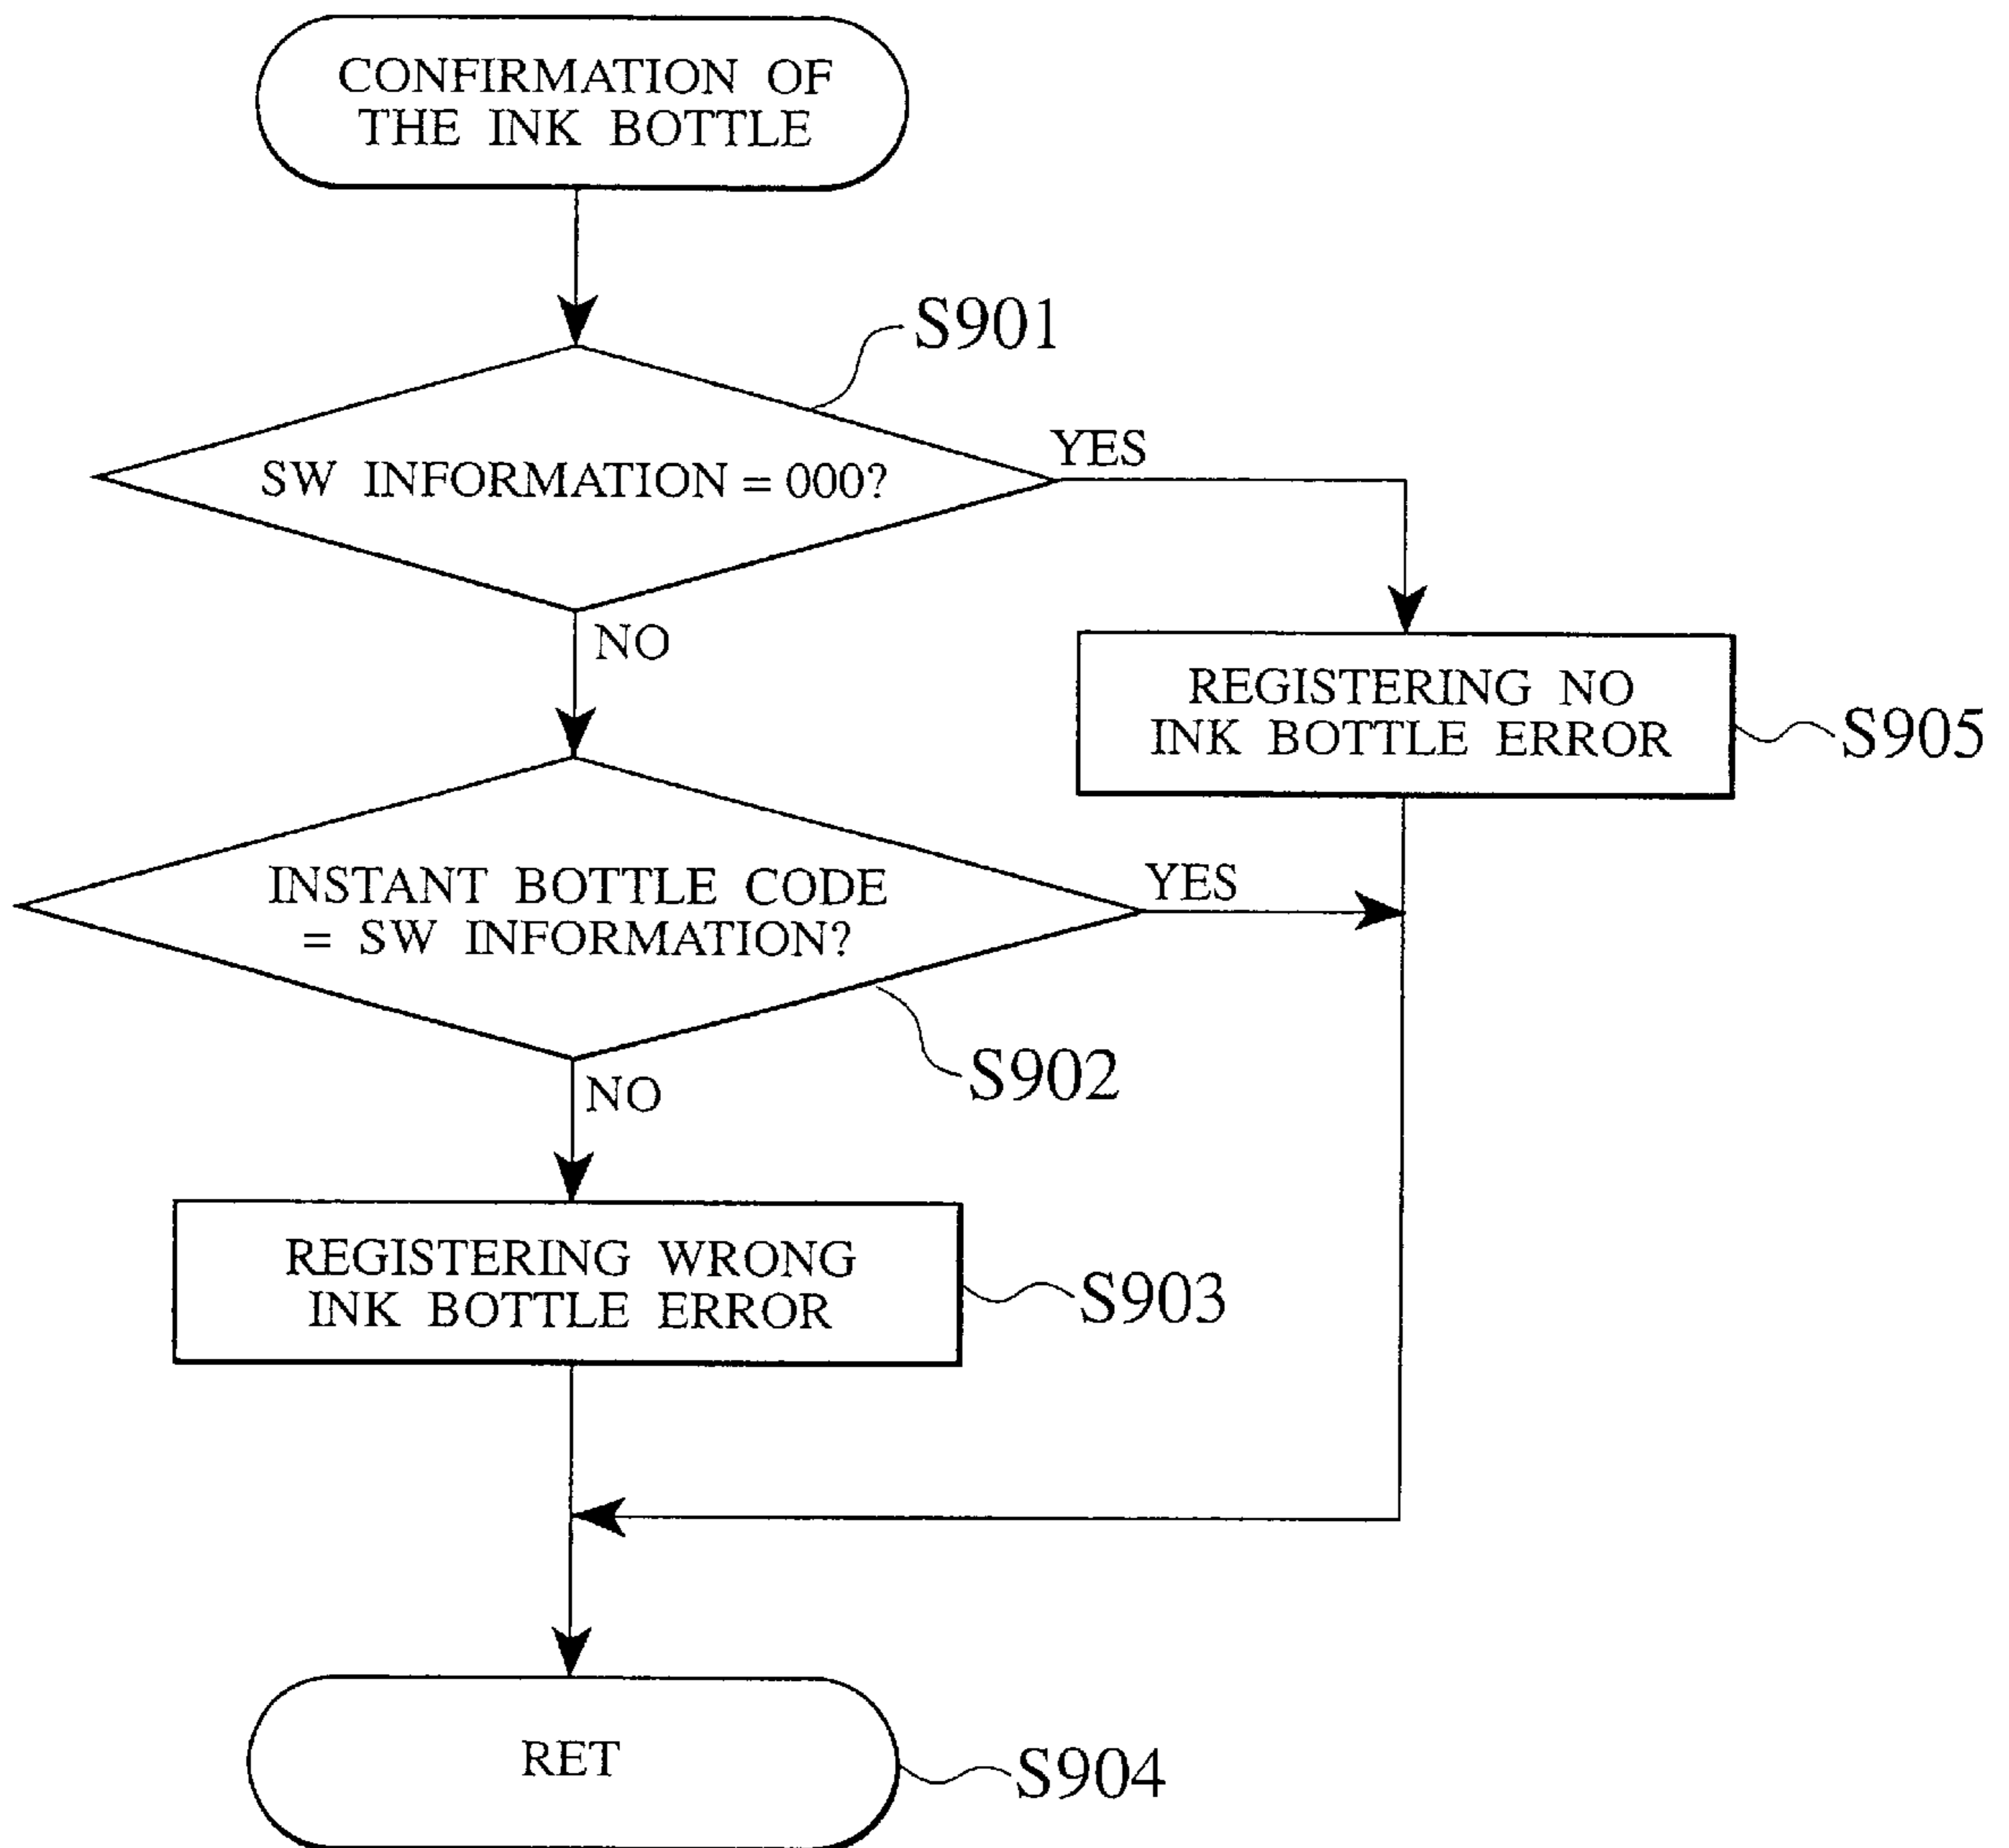 CONFIRMATION OF
THE INK BOTTLE
S901
SW INFORMATION = 000?
YES
NO
REGISTERING NO
INK BOTTLE ERROR
S905
INSTANT BOTTLE CODE
= SW INFORMATION?
YES
S902
NO
REGISTERING WRONG
INK BOTTLE ERROR
S903
RET
S904